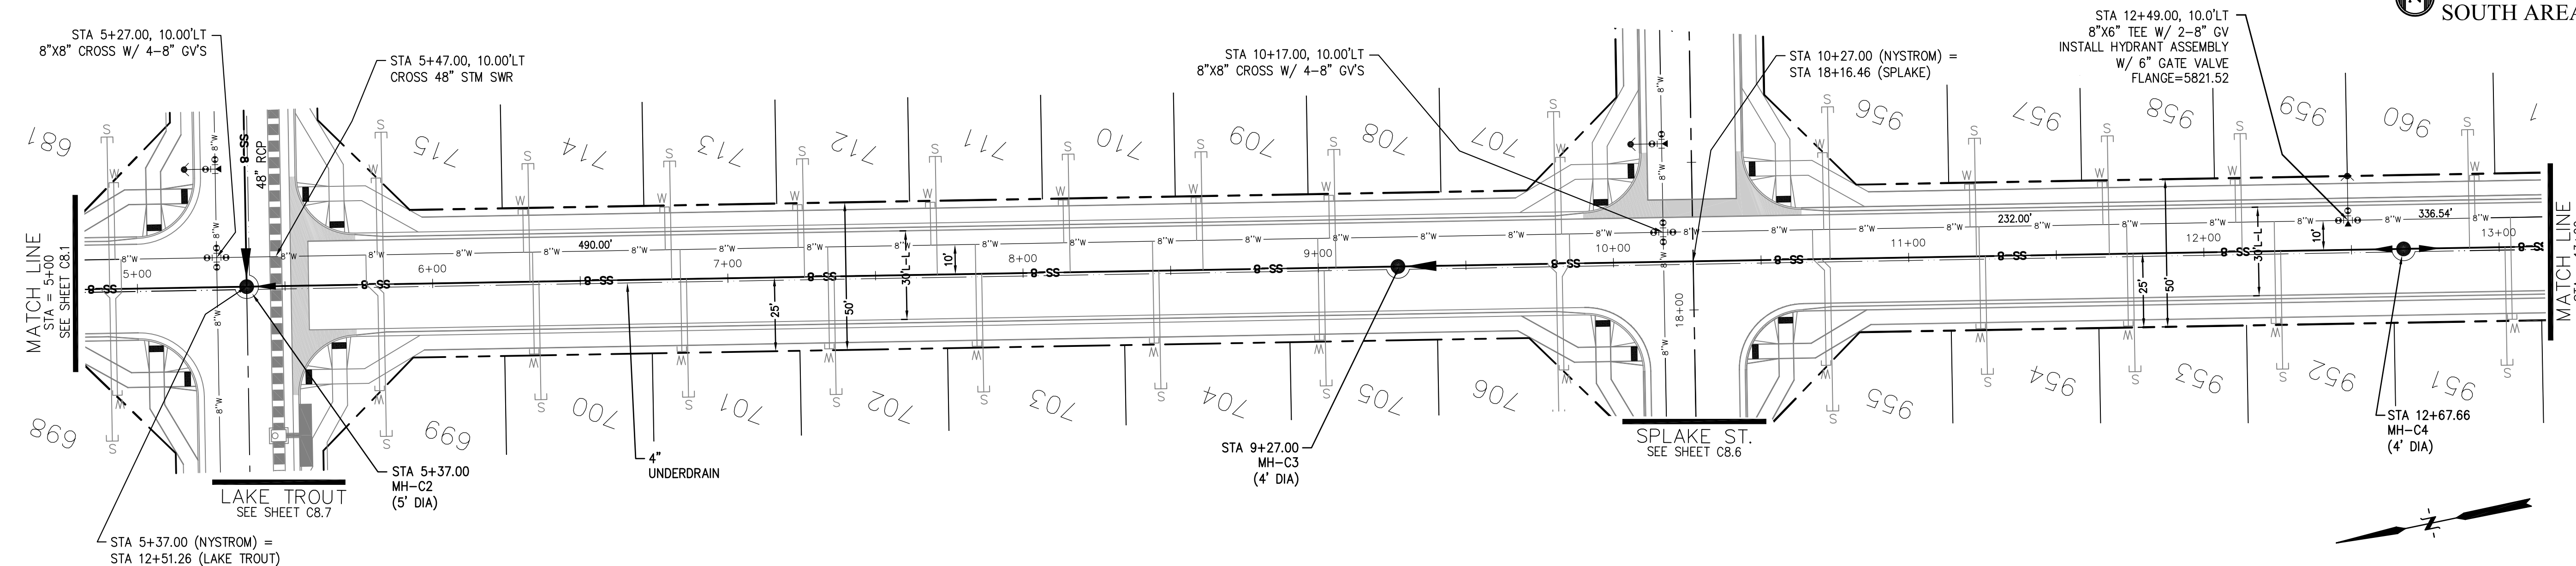 SOUTH AREA
STA 5+27.00, 10.00'LT
8"X8" CROSS W/ 4-8" GV'S
STA 5+47.00, 10.00'LT
CROSS 48" STM SWR
STA 10+17.00, 10.00'LT
8"X8" CROSS W/ 4-8" GV'S
STA 10+27.00 (NYSTROM) =
STA 18+16.46 (SPLAKE)
STA 12+49.00, 10.0'LT
8"X6" TEE W/ 2-8" GV
INSTALL HYDRANT ASSEMBLY
W/ 6" GATE VALVE
FLANGE=5821.52
681
715
714
713
712
711
710
709
708
707
956
957
958
959
960
48" RCP
8"W
SS-8
S
W
MATCH LINE
STA = 5+00
SEE SHEET C8.1
5+00
6+00
7+00
8+00
9+00
10+00
11+00
12+00
13+00
18+00
490.00'
232.00'
336.54'
10'
30'L-L
25'
50'
10'
30'L-L
25'
50'
MATCH LINE
698
699
700
701
702
703
704
705
706
955
954
953
952
951
4"
UNDERDRAIN
STA 5+37.00
MH-C2
(5' DIA)
STA 9+27.00
MH-C3
(4' DIA)
STA 12+67.66
MH-C4
(4' DIA)
SPLAKE ST.
SEE SHEET C8.6
LAKE TROUT
SEE SHEET C8.7
STA 5+37.00 (NYSTROM) =
STA 12+51.26 (LAKE TROUT)
N